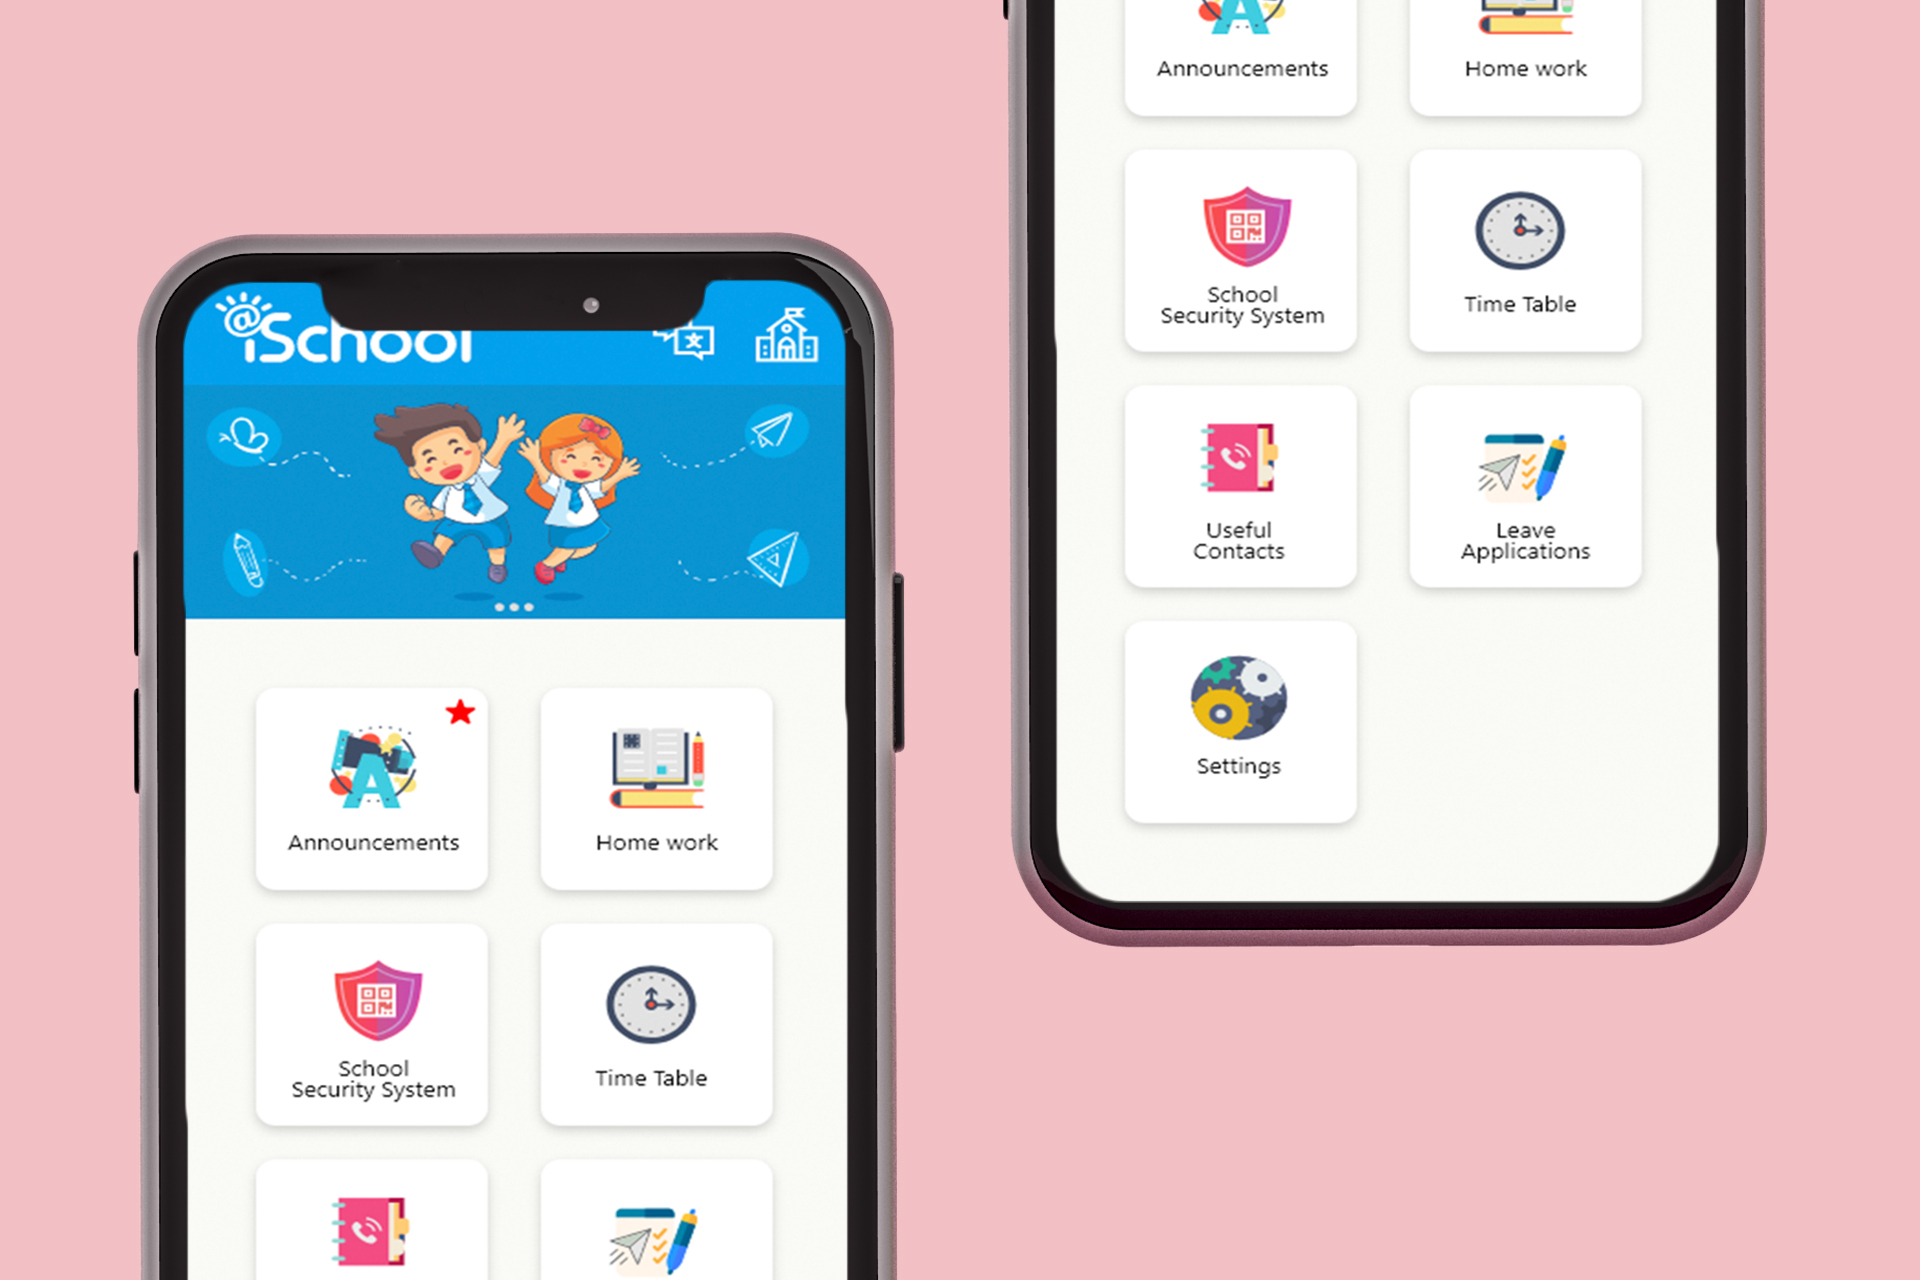 @
iSchool
文
Announcements
Home work
School
Security System
Time Table
Announcements
Home work
School
Security System
Time Table
Useful
Contacts
Leave
Applications
Settings